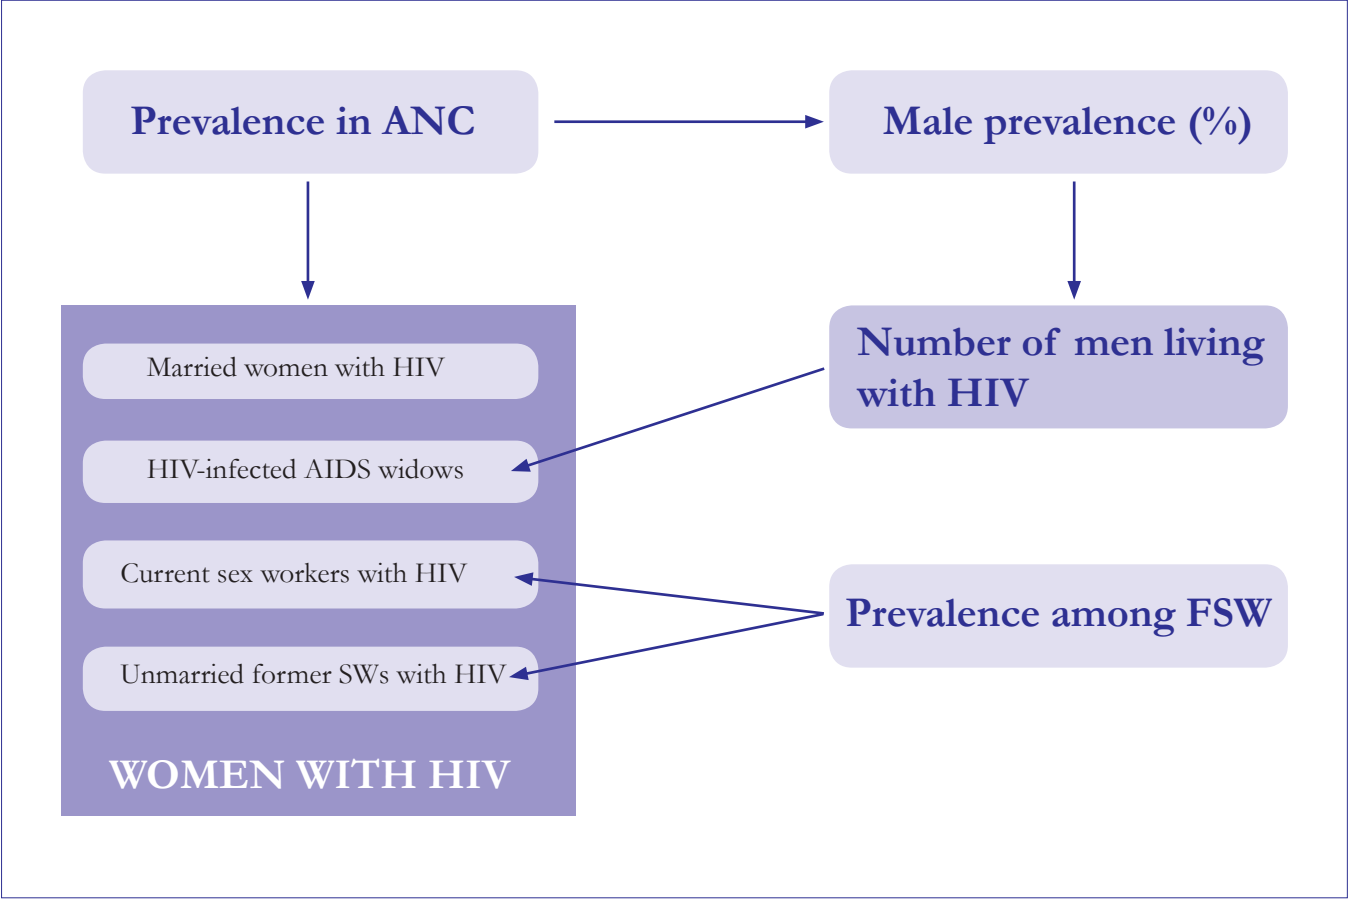 Prevalence in ANC
Male prevalence (%)
Married women with HIV
HIV-infected AIDS widows
Current sex workers with HIV
Unmarried former SWs with HIV
WOMEN WITH HIV
Number of men living
with HIV
Prevalence among FSW